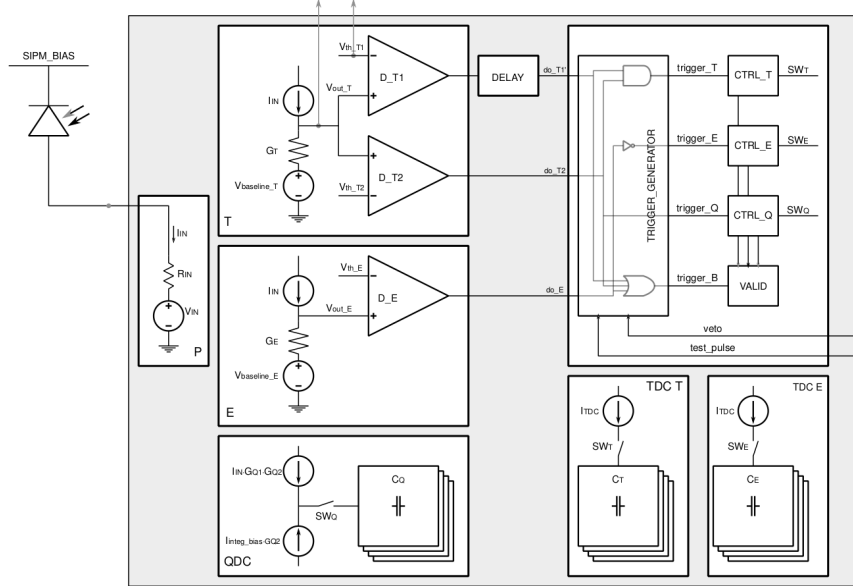 SIPM_BIAS
IIN
RIN
VIN
P
Vth_T1
D_T1
Vout_T
IIN
GT
Vbaseline_T
D_T2
Vth_T2
T
DELAY
do_T1'
do_T2
do_E
TRIGGER_GENERATOR
trigger_T
CTRL_T
SWT
trigger_E
CTRL_E
SWE
trigger_Q
CTRL_Q
SWQ
trigger_B
VALID
veto
test_pulse
Vth_E
D_E
IIN
Vout_E
GE
Vbaseline_E
E
IIN·GQ1·GQ2
SWQ
CQ
Iinteg_bias·GQ2
QDC
TDC T
ITDC
SWT
CT
TDC E
ITDC
SWE
CE